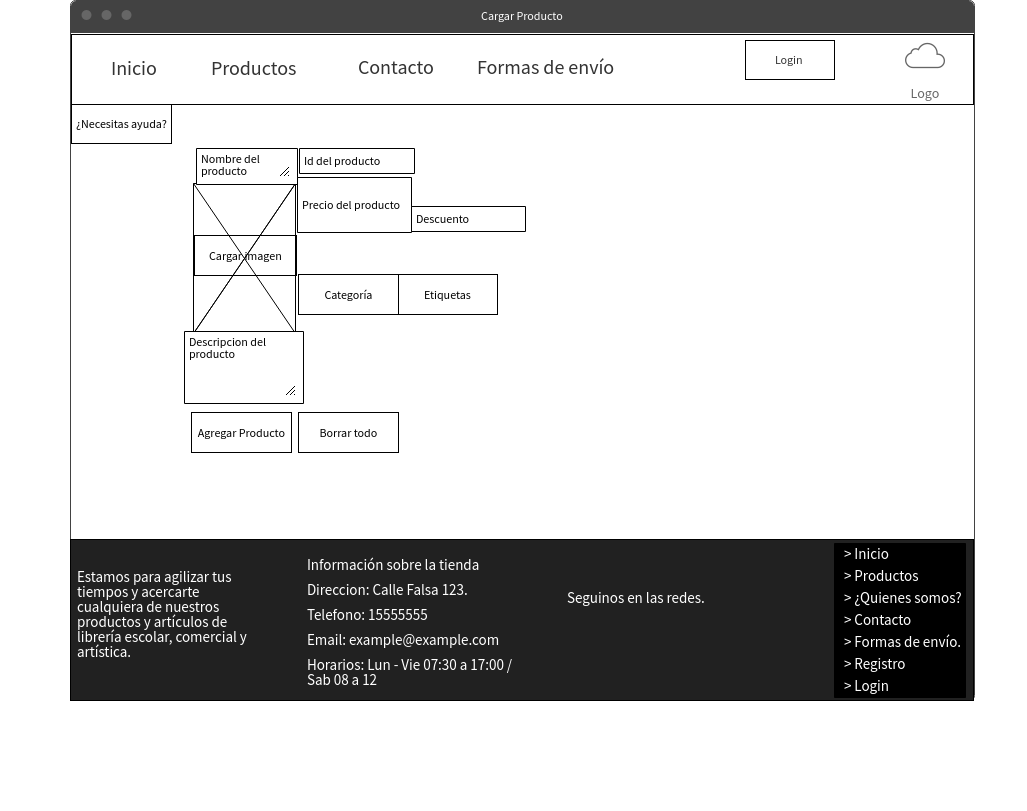 Cargar Producto
Inicio
Productos
Contacto
Formas de envío
Login
Logo
¿Necesitas ayuda?
Nombre del
producto
Id del producto
Precio del producto
Descuento
Cargar imagen
Categoría
Etiquetas
Descripcion del
producto
Agregar Producto
Borrar todo
Estamos para agilizar tus
tiempos y acercarte
cualquiera de nuestros
productos y artículos de
librería escolar, comercial y
artística.
Información sobre la tienda
Direccion: Calle Falsa 123.
Telefono: 15555555
Email: example@example.com
Horarios: Lun - Vie 07:30 a 17:00 /
Sab 08 a 12
Seguinos en las redes.
> Inicio
> Productos
> ¿Quienes somos?
> Contacto
> Formas de envío.
> Registro
> Login